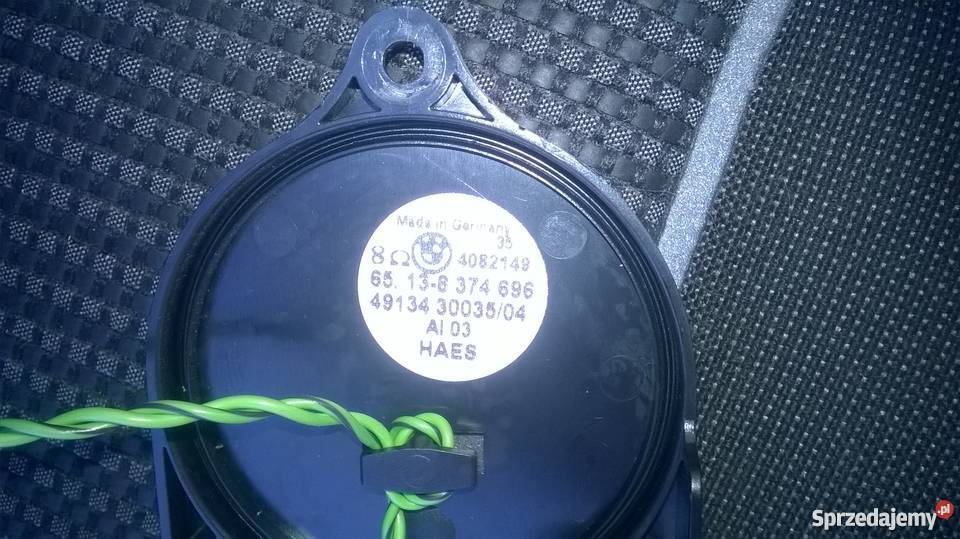 Made in Germany
35
8 Ω 4082149
65. 13-8 374 696
49134 30035/04
AI 03
HAES
Sprzedajemy.pl